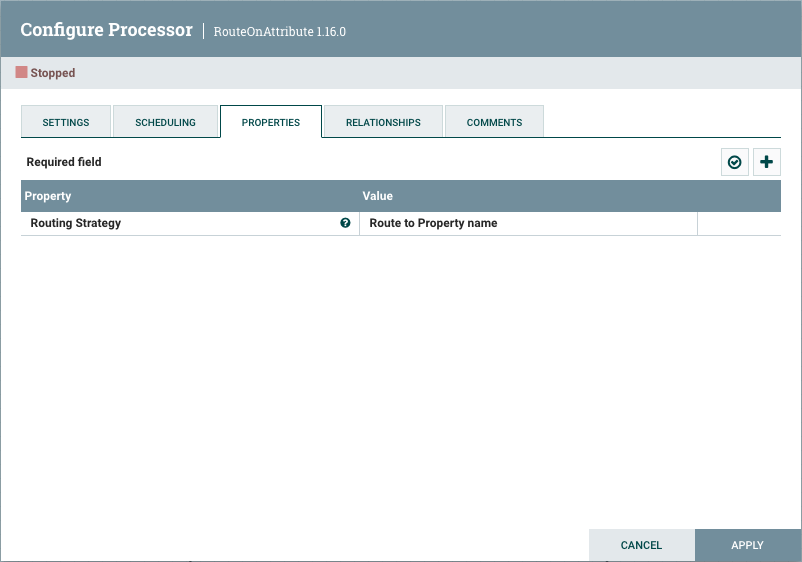 Configure Processor | RouteOnAttribute 1.16.0
Stopped
SETTINGS SCHEDULING PROPERTIES RELATIONSHIPS COMMENTS
Required field
Property Value
Routing Strategy ? Route to Property name
CANCEL APPLY